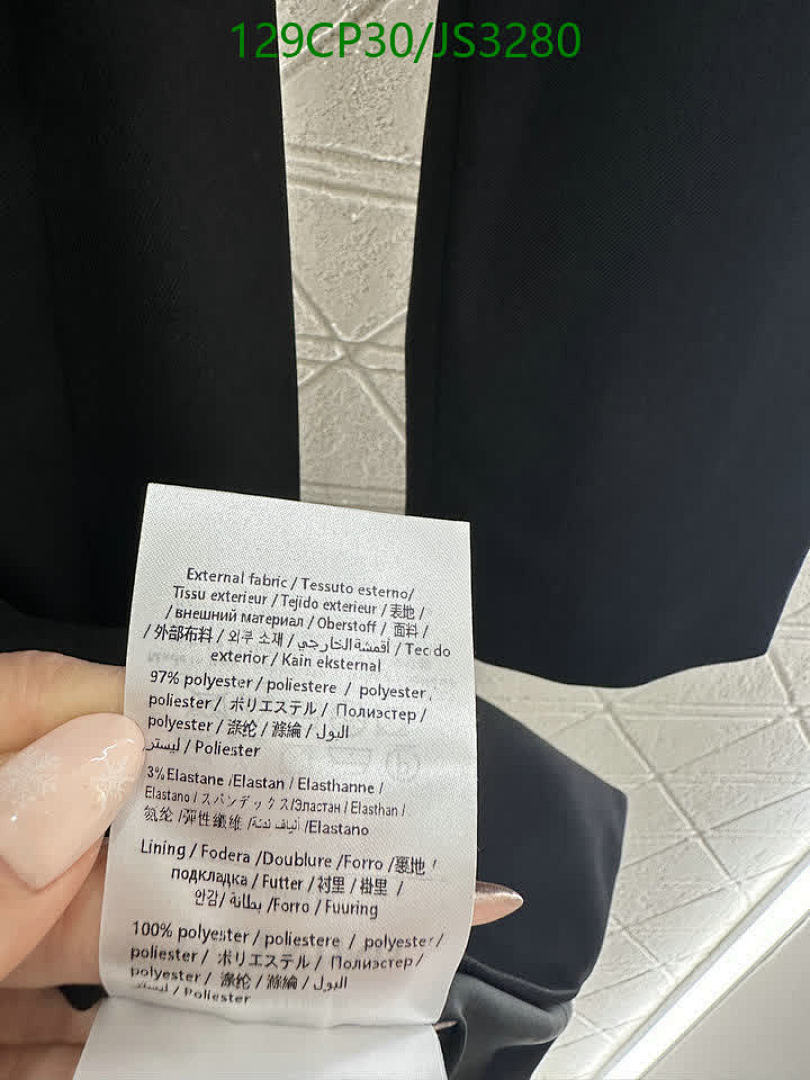 129CP30/JS3280
External fabric / Tessuto esterno/
Tissu exterieur / Tejido exterieur / 表地 /
/ внешний материал / Oberstoff / 面料 /
/ 外部布料 / 외부 소재 / أقمشة الخارجي / Tecido
exterior / Kain eksternal
97% polyester / poliestere / polyester /
poliester / ポリエステル / Полиэстер /
polyester / 涤纶 / 滌綸 / البول
ليستر / Poliester
3% Elastane /Elastan / Elasthanne /
Elastano / スパンデックス/Эластан / Elasthan /
氨纶 /彈性纖維 / /Elastano
Lining / Fodera /Doublure /Forro /裏地 /
подкладка / Futter / 衬里 / 襯里 /
안감/ بطانة /Forro / Fuuring
100% polyester / poliestere / polyester /
poliester / ポリエステル / Полиэстер /
polyester / 涤纶 / 滌綸 / البول
ليستر / Poliester